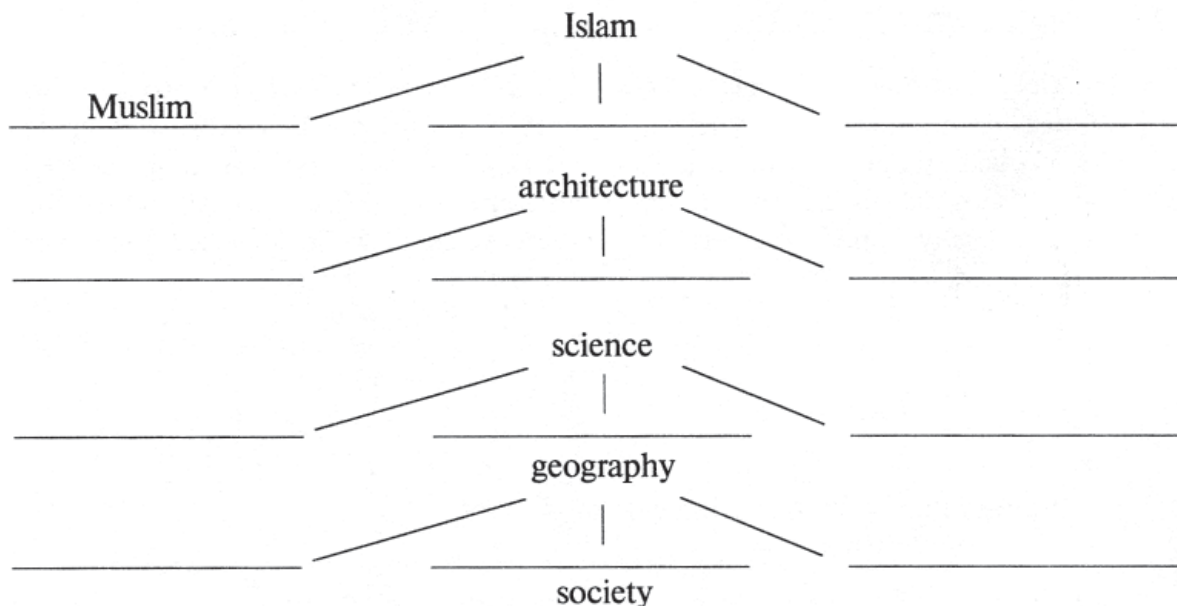 Islam
Muslim
architecture
science
geography
society